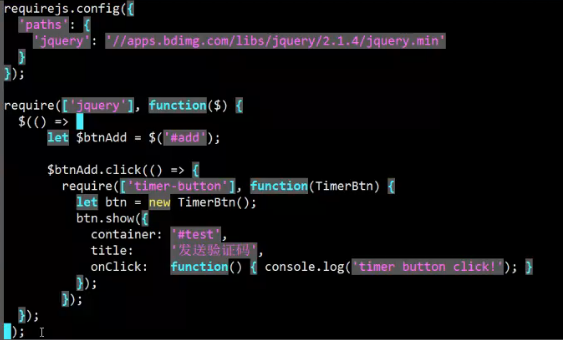 requirejs.config({
  'paths': {
    'jquery': '//apps.bdimg.com/libs/jquery/2.1.4/jquery.min'
  }
});

require(['jquery'], function($) {
  $(() =>
      let $btnAdd = $('#add');

      $btnAdd.click(() => {
        require(['timer-button'], function(TimerBtn) {
          let btn = new TimerBtn();
          btn.show({
            container: '#test',
            title:     '发送验证码',
            onClick:   function() { console.log('timer button click!'); }
          });
        });
  });
});